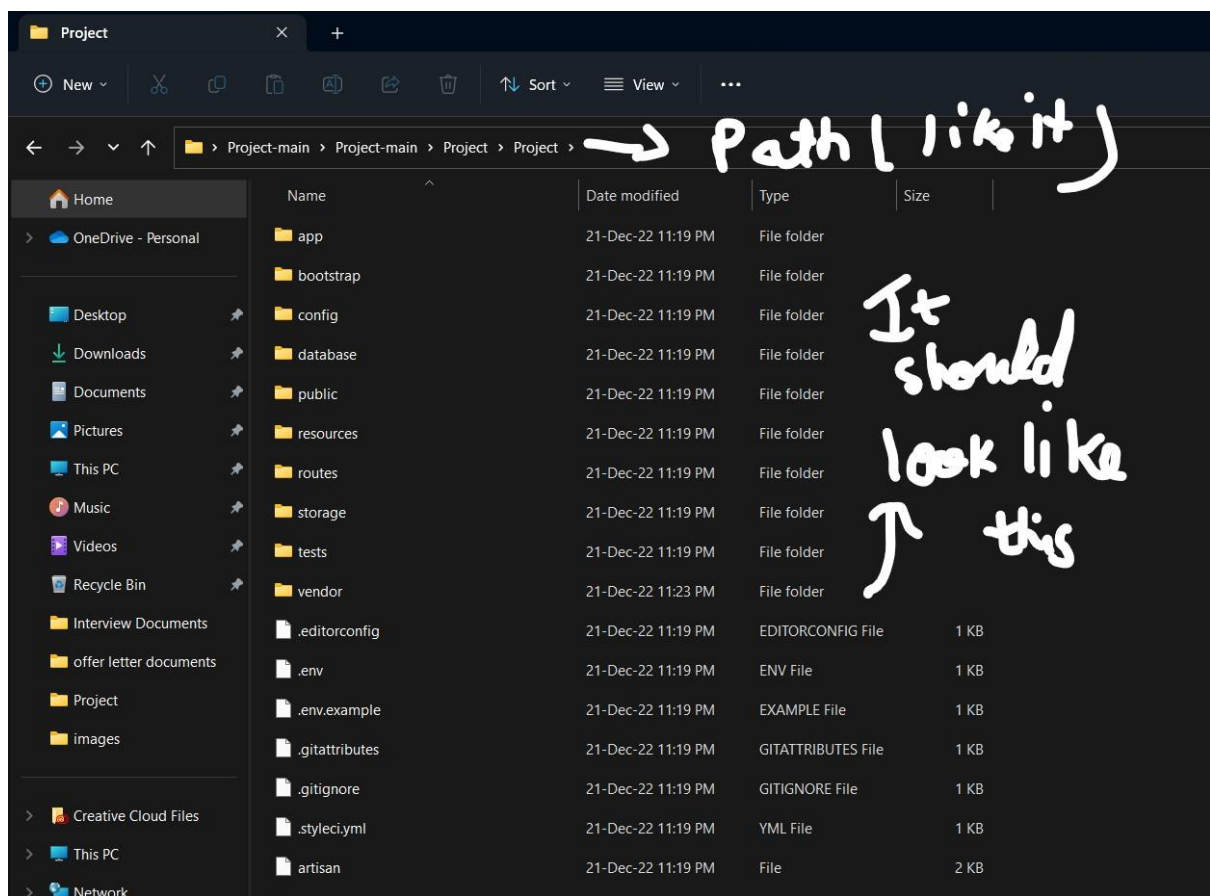 Project
New
Sort
View
Project-main > Project-main > Project > Project >
Path (like it)
Home
OneDrive - Personal
Desktop
Downloads
Documents
Pictures
This PC
Music
Videos
Recycle Bin
Interview Documents
offer letter documents
Project
images
Creative Cloud Files
This PC
Network
Name Date modified Type Size
app 21-Dec-22 11:19 PM File folder
bootstrap 21-Dec-22 11:19 PM File folder
config 21-Dec-22 11:19 PM File folder
database 21-Dec-22 11:19 PM File folder
public 21-Dec-22 11:19 PM File folder
resources 21-Dec-22 11:19 PM File folder
routes 21-Dec-22 11:19 PM File folder
storage 21-Dec-22 11:19 PM File folder
tests 21-Dec-22 11:19 PM File folder
vendor 21-Dec-22 11:23 PM File folder
.editorconfig 21-Dec-22 11:19 PM EDITORCONFIG File 1 KB
.env 21-Dec-22 11:19 PM ENV File 1 KB
.env.example 21-Dec-22 11:19 PM EXAMPLE File 1 KB
.gitattributes 21-Dec-22 11:19 PM GITATTRIBUTES File 1 KB
.gitignore 21-Dec-22 11:19 PM GITIGNORE File 1 KB
.styleci.yml 21-Dec-22 11:19 PM YML File 1 KB
artisan 21-Dec-22 11:19 PM File 2 KB
It
should
look like
this